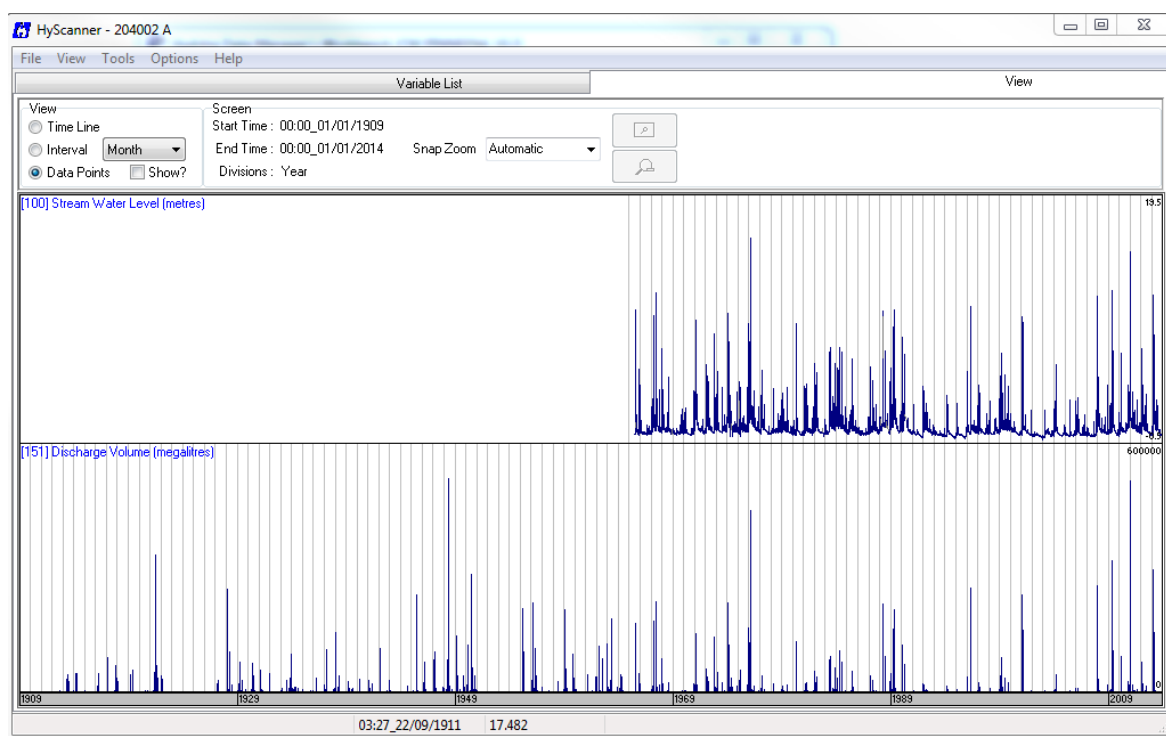 HyScanner - 204002 A
File View Tools Options Help
Variable List View
View Screen
Time Line Start Time : 00:00_01/01/1909
Interval Month End Time : 00:00_01/01/2014 Snap Zoom Automatic
Data Points Show? Divisions : Year
[100] Stream Water Level (metres) 19.5
[151] Discharge Volume (megalitres) 600000
0
1909 1929 1949 1969 1989 2009
03:27_22/09/1911 17.482